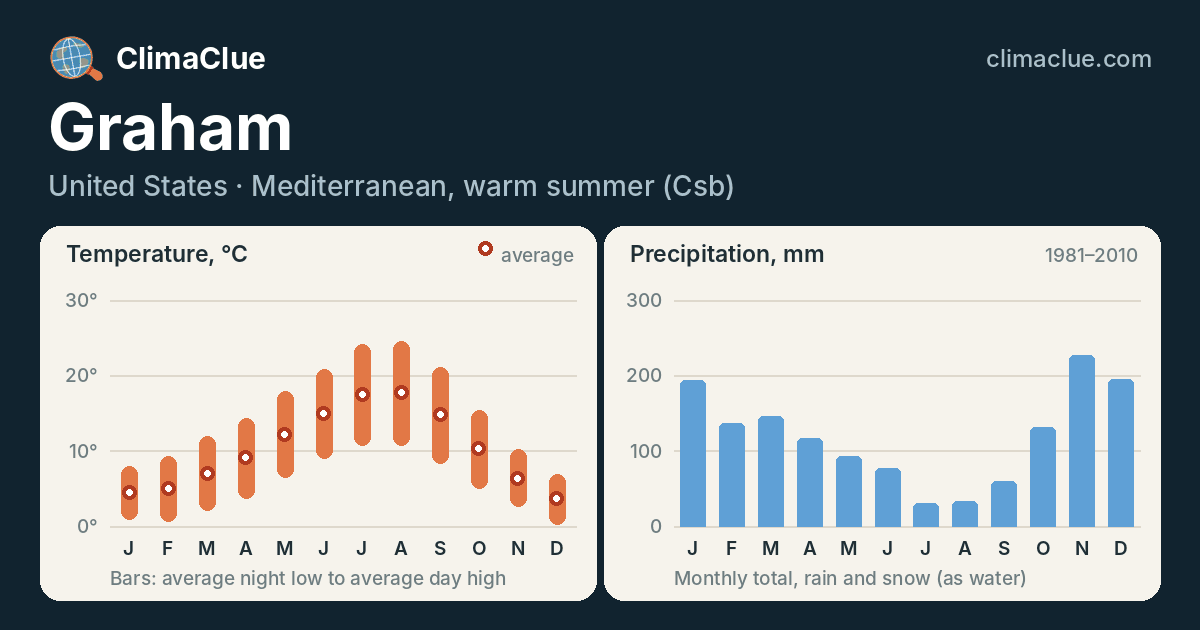 ClimaClue
climaclue.com
Graham
United States · Mediterranean, warm summer (Csb)
Temperature, °C
average
30°
20°
10°
0°
J F M A M J J A S O N D
Bars: average night low to average day high
Precipitation, mm
1981–2010
300
200
100
0
J F M A M J J A S O N D
Monthly total, rain and snow (as water)